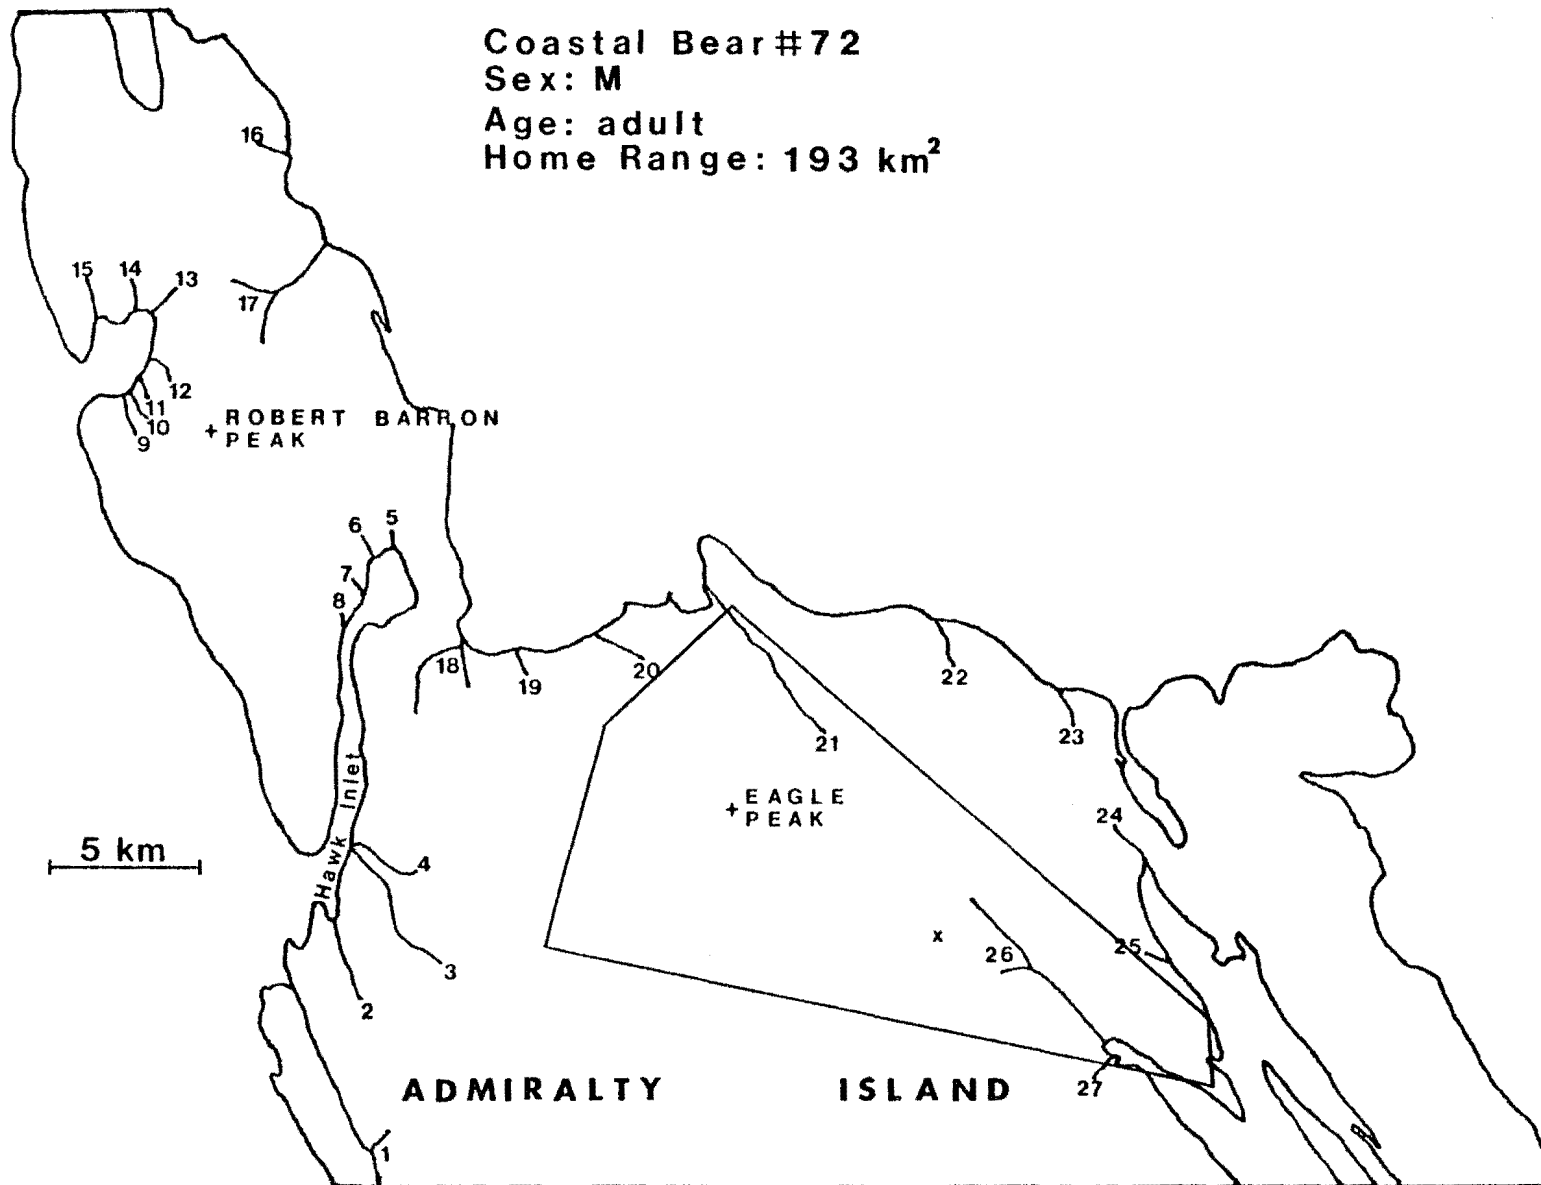 Coastal Bear #72
Sex: M
Age: adult
Home Range: 193 km²
16
15
14
13
17
12
11
10
9
+ ROBERT BARRON
PEAK
6
5
7
8
18
19
20
22
21
23
+ EAGLE
PEAK
24
5 km
Hawk Inlet
4
3
2
x
26
25
27
ADMIRALTY ISLAND
1